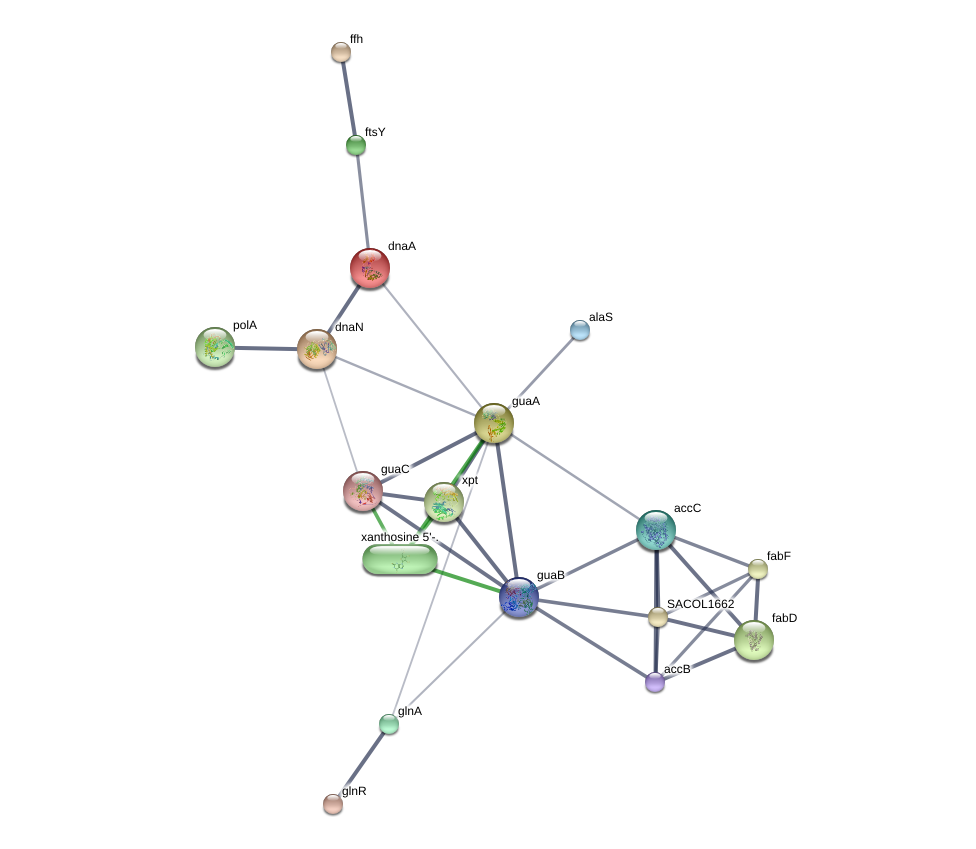 ffh
ftsY
dnaA
alaS
polA
dnaN
guaA
guaC
xpt
accC
xanthosine 5'-.
fabF
guaB
SACOL1662
fabD
accB
glnA
glnR